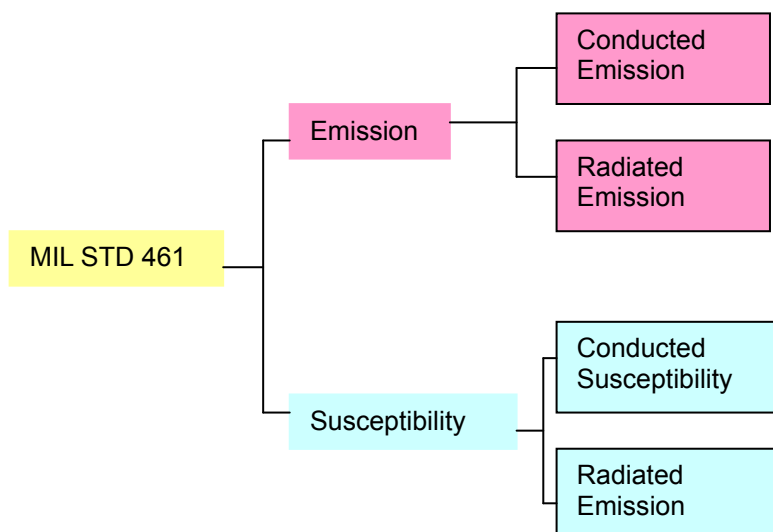 MIL STD 461
Emission
Conducted
Emission
Radiated
Emission
Susceptibility
Conducted
Susceptibility
Radiated
Emission